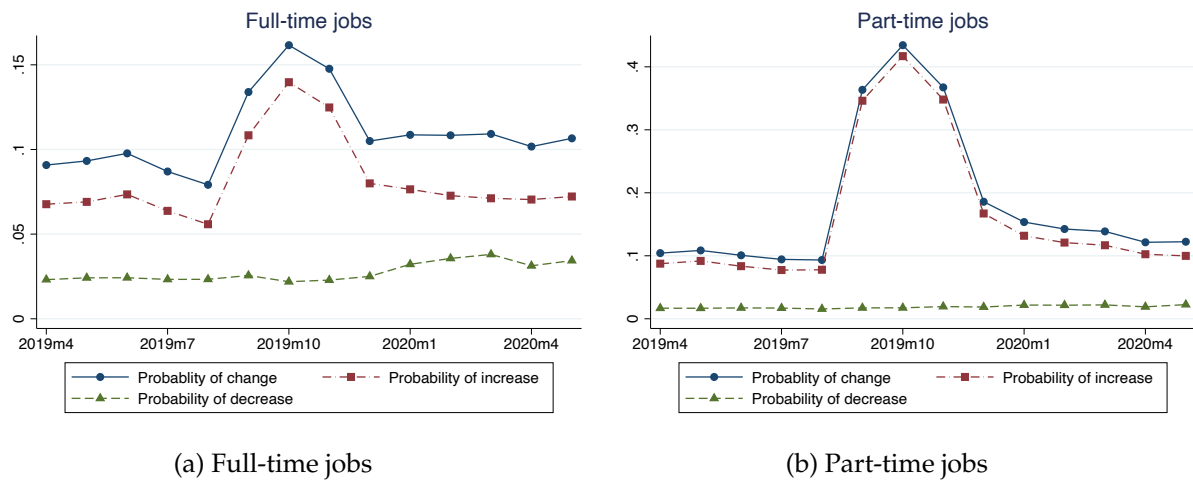 Full-time jobs
.15
.1
.05
0
2019m4 2019m7 2019m10 2020m1 2020m4
Probablity of change Probability of increase
Probability of decrease
(a) Full-time jobs
Part-time jobs
.4
.3
.2
.1
0
2019m4 2019m7 2019m10 2020m1 2020m4
Probablity of change Probability of increase
Probability of decrease
(b) Part-time jobs